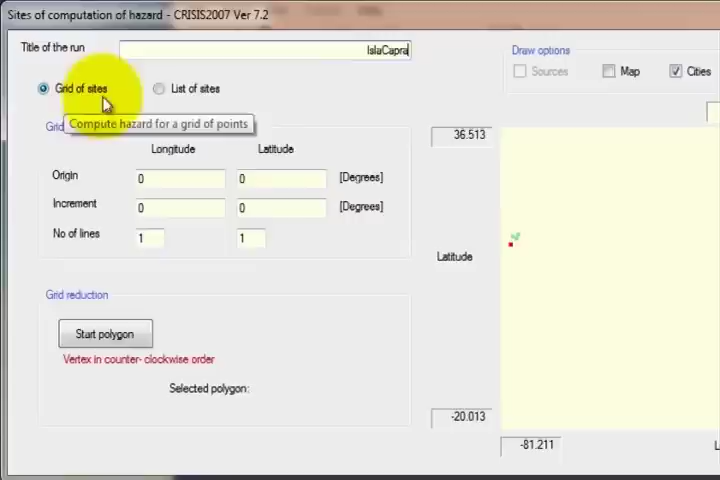 Sites of computation of hazard - CRISIS2007 Ver 7.2
Title of the run
IslaCapra
Draw options
Sources
Map
Cities
Grid of sites
List of sites
Compute hazard for a grid of points
Grid
Longitude
Latitude
Origin
0
0
[Degrees]
Increment
0
0
[Degrees]
No of lines
1
1
Grid reduction
Start polygon
Vertex in counter- clockwise order
Selected polygon:
36.513
Latitude
-20.013
-81.211